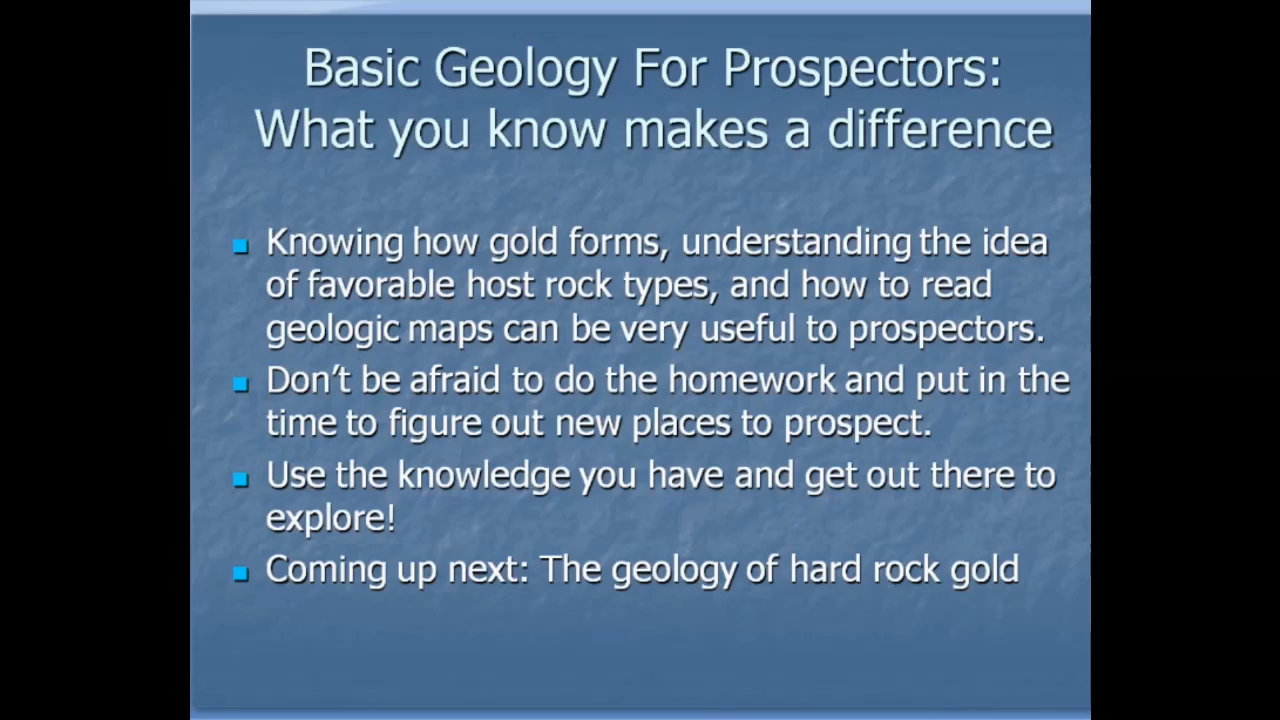 Basic Geology For Prospectors:
What you know makes a difference
Knowing how gold forms, understanding the idea
of favorable host rock types, and how to read
geologic maps can be very useful to prospectors.
Don’t be afraid to do the homework and put in the
time to figure out new places to prospect.
Use the knowledge you have and get out there to
explore!
Coming up next: The geology of hard rock gold